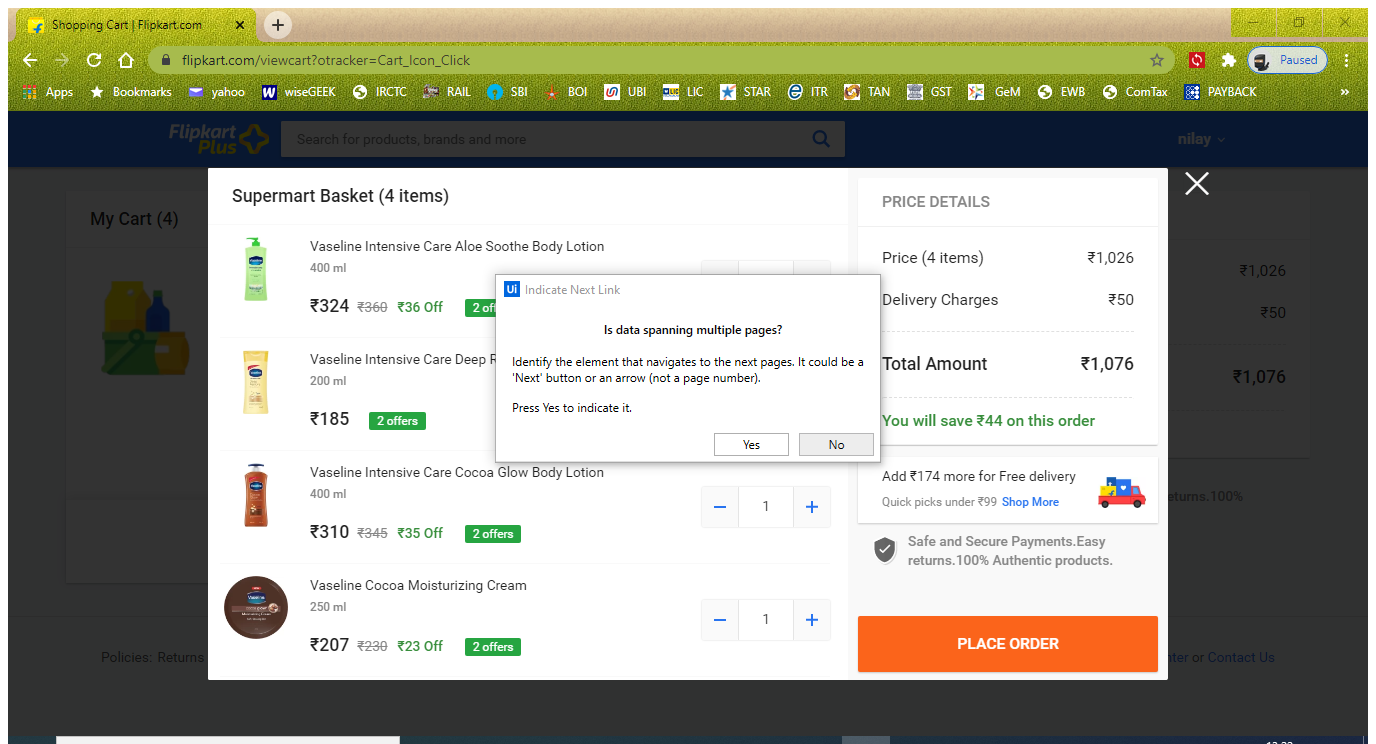 Shopping Cart | Flipkart.com
flipkart.com/viewcart?otracker=Cart_Icon_Click
Paused
Apps Bookmarks yahoo wiseGEEK IRCTC RAIL SBI BOI UBI LIC STAR ITR TAN GST GeM EWB ComTax PAYBACK »
Flipkart
Plus
Search for products, brands and more
nilay
My Cart (4)
Supermart Basket (4 items)
Vaseline Intensive Care Aloe Soothe Body Lotion
400 ml
₹324 ₹360 ₹36 Off 2 off
Vaseline Intensive Care Deep R
200 ml
₹185 2 offers
Vaseline Intensive Care Cocoa Glow Body Lotion
400 ml
₹310 ₹345 ₹35 Off 2 offers
1
Vaseline Cocoa Moisturizing Cream
250 ml
₹207 ₹230 ₹23 Off 2 offers
1
Ui Indicate Next Link
Is data spanning multiple pages?
Identify the element that navigates to the next pages. It could be a
'Next' button or an arrow (not a page number).
Press Yes to indicate it.
Yes No
PRICE DETAILS
Price (4 items) ₹1,026
Delivery Charges ₹50
Total Amount ₹1,076
You will save ₹44 on this order
Add ₹174 more for Free delivery
Quick picks under ₹99 Shop More
Safe and Secure Payments.Easy
returns.100% Authentic products.
PLACE ORDER
₹1,026
₹50
₹1,076
eturns.100%
Policies: Returns
nter or Contact Us